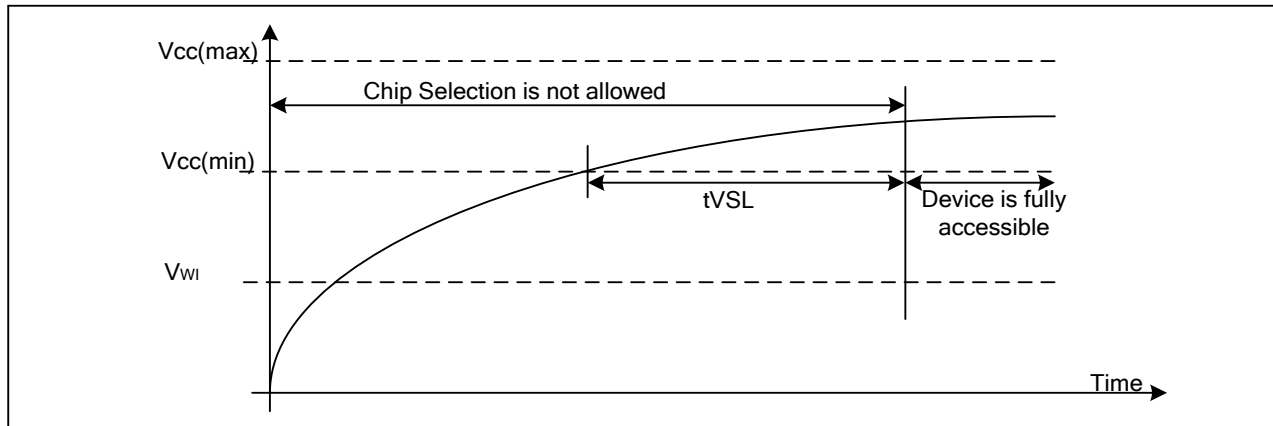 Vcc(max)
Chip Selection is not allowed
Vcc(min)
tVSL
Device is fully
accessible
VWI
Time